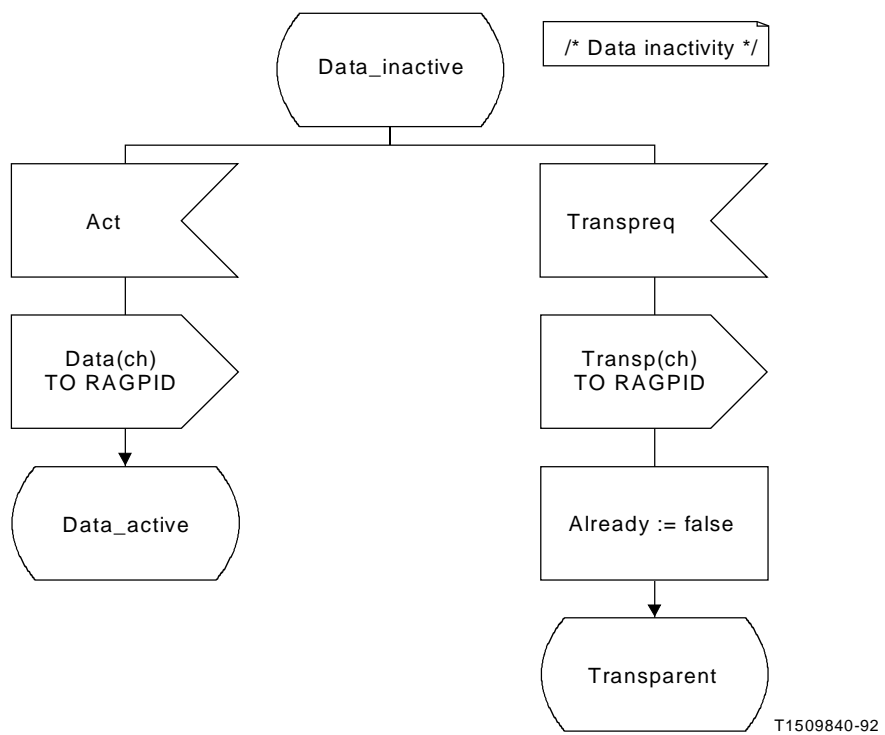 Data_inactive
/* Data inactivity */
Act
Transpreq
Data(ch)
TO RAGPID
Transp(ch)
TO RAGPID
Data_active
Already := false
Transparent
T1509840-92